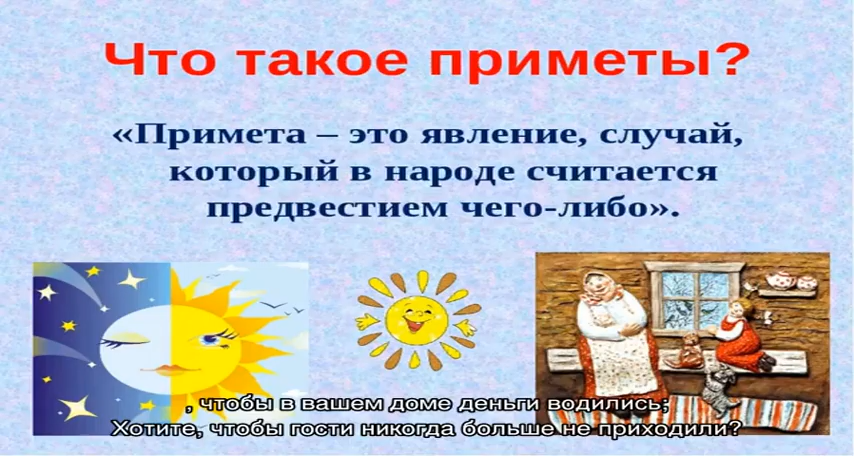 Что такое приметы?
«Примета – это явление, случай,
который в народе считается
предвестием чего-либо».
, чтобы в вашем доме деньги водились;
Хотите, чтобы гости никогда больше не приходили?